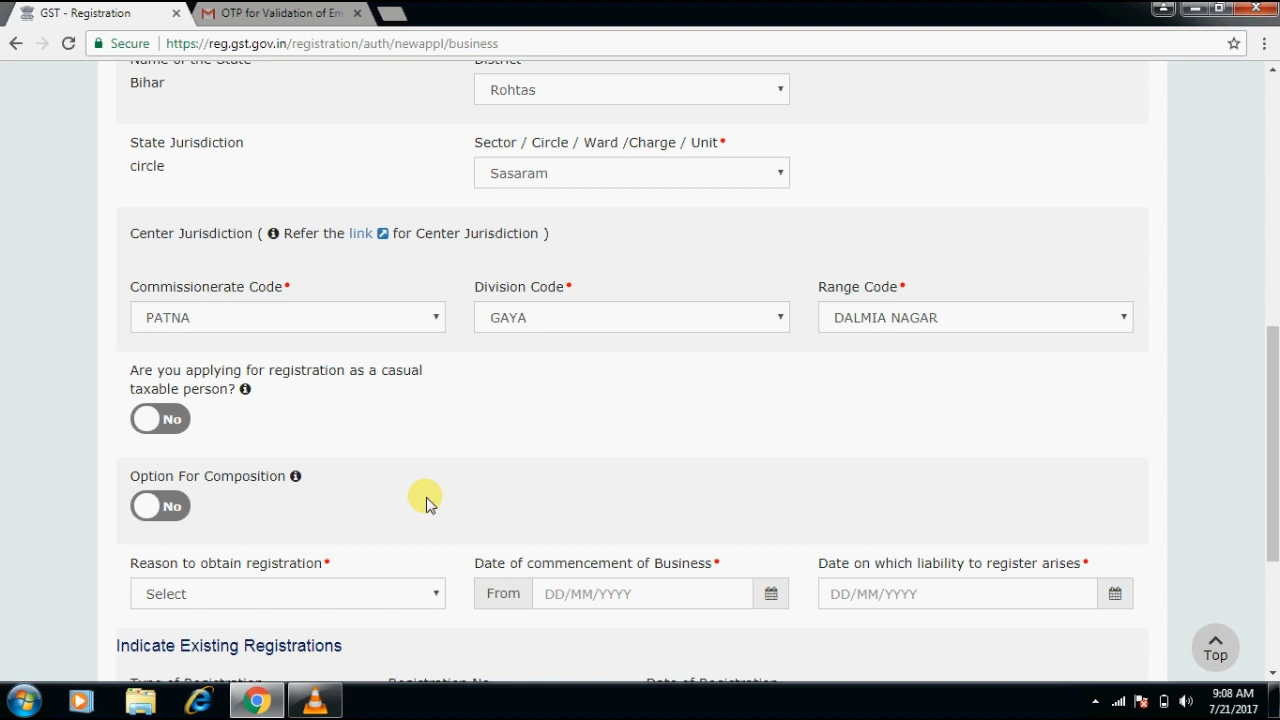 GST - Registration
OTP for Validation of Em
Secure
https://reg.gst.gov.in/registration/auth/newappl/business
Name of the State
District
Bihar
Rohtas
State Jurisdiction
Sector / Circle / Ward /Charge / Unit•
circle
Sasaram
Center Jurisdiction ( Refer the link for Center Jurisdiction )
Commissionerate Code•
Division Code•
Range Code•
PATNA
GAYA
DALMIA NAGAR
Are you applying for registration as a casual
taxable person?
No
Option For Composition
No
Reason to obtain registration•
Date of commencement of Business•
Date on which liability to register arises•
Select
From
DD/MM/YYYY
DD/MM/YYYY
Indicate Existing Registrations
Top
Type of Registration
Registration No
Date of Registration
9:08 AM
7/21/2017